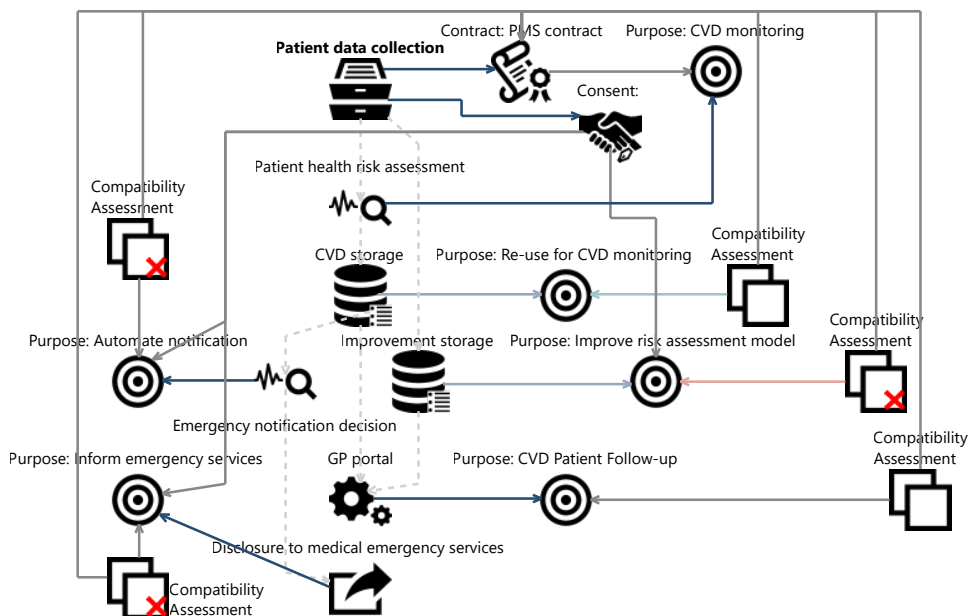 Contract: PMS contract
Purpose: CVD monitoring
Patient data collection
Consent:
Patient health risk assessment
Compatibility
Assessment
CVD storage
Purpose: Re-use for CVD monitoring
Compatibility
Assessment
Purpose: Automate notification
Improvement storage
Purpose: Improve risk assessment model
Compatibility
Assessment
Emergency notification decision
Purpose: Inform emergency services
GP portal
Purpose: CVD Patient Follow-up
Compatibility
Assessment
Disclosure to medical emergency services
Compatibility
Assessment